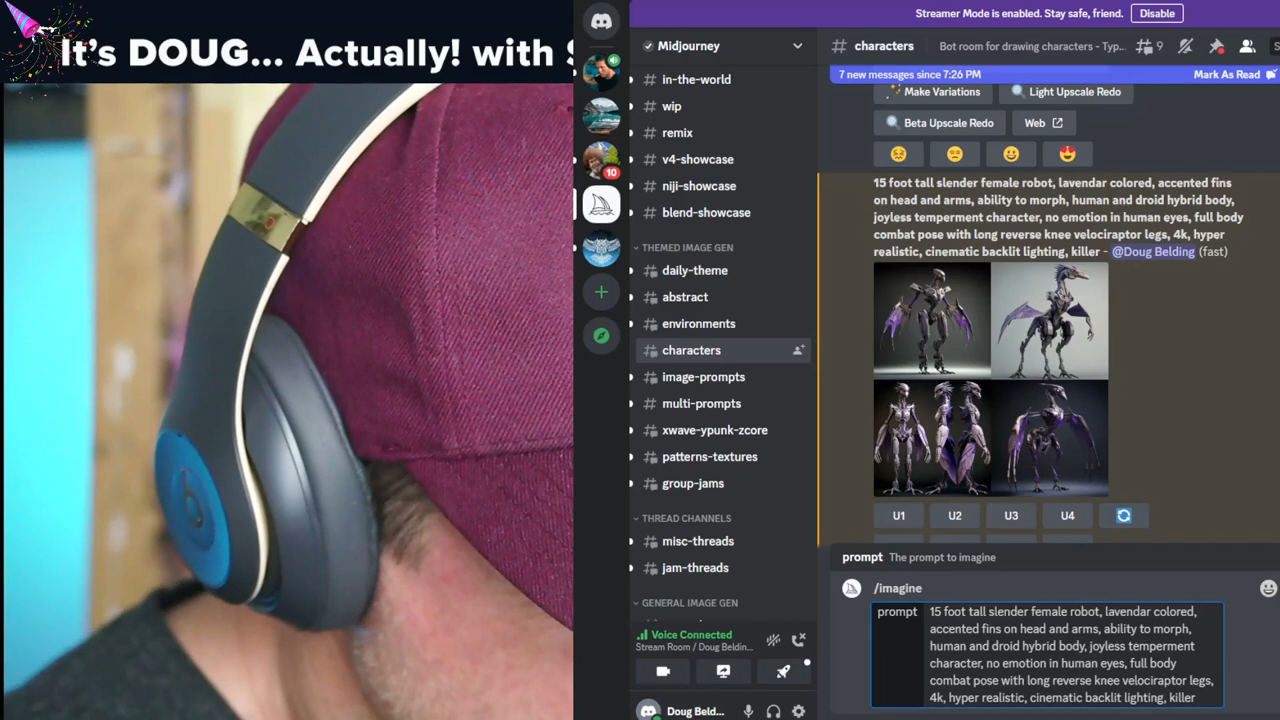 It's DOUG... Actually! with
Streamer Mode is enabled. Stay safe, friend.
Disable
Midjourney
in-the-world
wip
remix
v4-showcase
niji-showcase
blend-showcase
THEMED IMAGE GEN
daily-theme
abstract
environments
characters
image-prompts
multi-prompts
xwave-ypunk-zcore
patterns-textures
group-jams
THREAD CHANNELS
misc-threads
jam-threads
GENERAL IMAGE GEN
10
Voice Connected
Stream Room / Doug Beldin...
Doug Beld...
characters
Bot room for drawing characters - Typ...
9
7 new messages since 7:26 PM
Mark As Read
Make Variations
Light Upscale Redo
Beta Upscale Redo
Web
15 foot tall slender female robot, lavendar colored, accented fins
on head and arms, ability to morph, human and droid hybrid body,
joyless temperment character, no emotion in human eyes, full body
combat pose with long reverse knee velociraptor legs, 4k, hyper
realistic, cinematic backlit lighting, killer - @Doug Belding (fast)
U1
U2
U3
U4
prompt The prompt to imagine
/imagine
prompt 15 foot tall slender female robot, lavendar colored,
accented fins on head and arms, ability to morph,
human and droid hybrid body, joyless temperment
character, no emotion in human eyes, full body
combat pose with long reverse knee velociraptor legs,
4k, hyper realistic, cinematic backlit lighting, killer